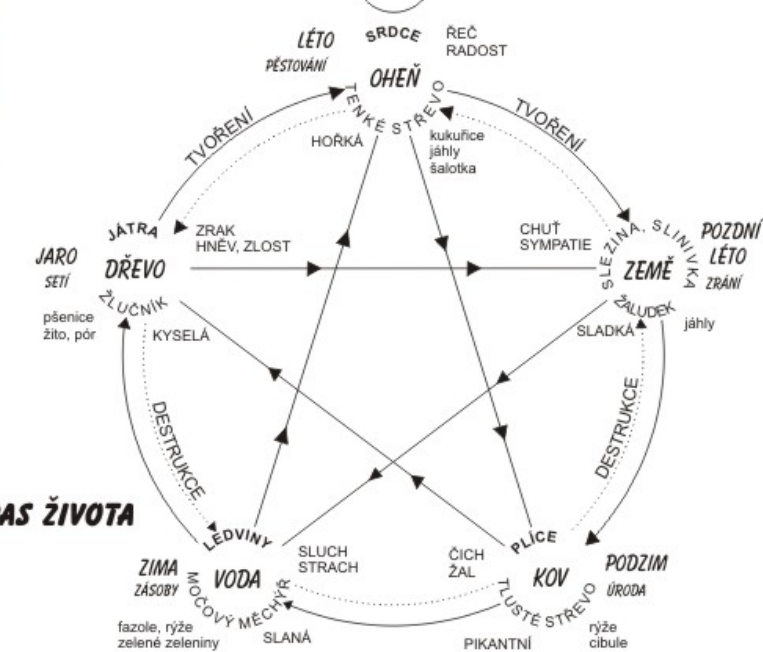 SRDCE
OHEŇ
TENKÉ STŘEVO
LÉTO
PĚSTOVÁNÍ
ŘEČ
RADOST
HOŘKÁ
kukuřice
jáhly
šalotka
TVOŘENÍ
TVOŘENÍ
JÁTRA
DŘEVO
ŽLUČNÍK
JARO
SETÍ
ZRAK
HNĚV, ZLOST
pšenice
žito, pór
KYSELÁ
CHUŤ
SYMPATIE
SLEZINA, SLINIVKA
ZEMĚ
ŽALUDEK
POZDNÍ
LÉTO
ZRÁNÍ
SLADKÁ
jáhly
DESTRUKCE
DESTRUKCE
ŽIVOTA
LEDVINY
VODA
MOČOVÝ MĚCHÝŘ
ZIMA
ZÁSOBY
SLUCH
STRACH
fazole, rýže
zelené zeleniny
SLANÁ
ČICH
ŽAL
PLÍCE
KOV
TLUSTÉ STŘEVO
PODZIM
ÚRODA
PIKANTNÍ
rýže
cibule